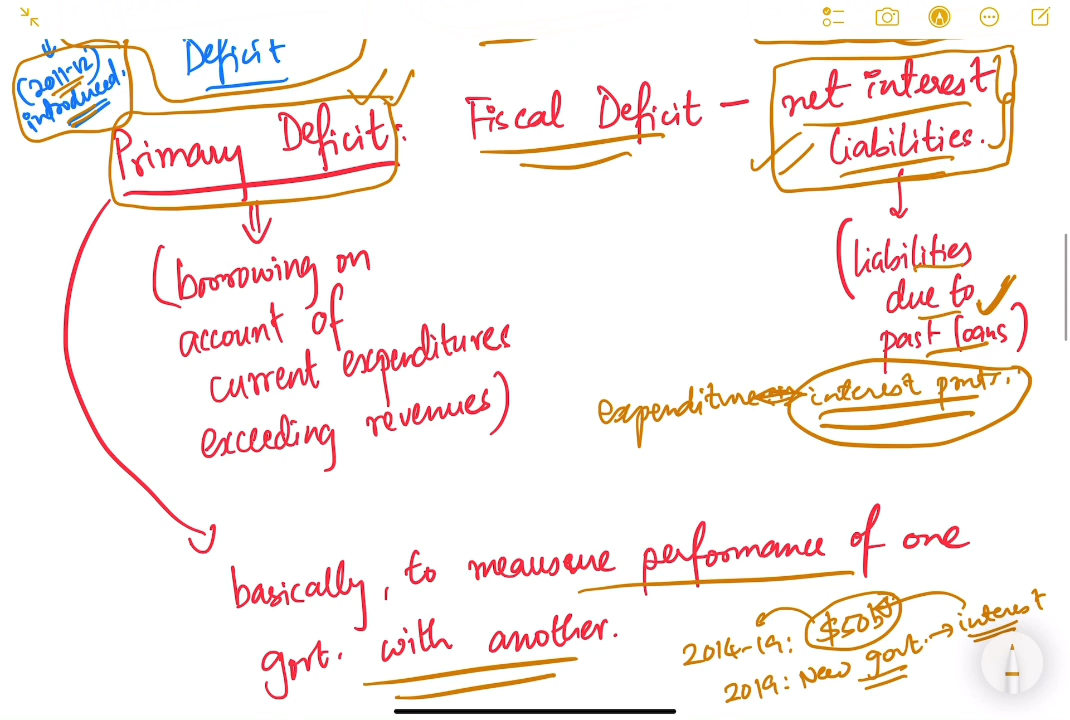 Deficit
(2011-12)
introduced.
Primary Deficit: Fiscal Deficit - net interest
liabilities.
(borrowing on
account of
current expenditures
exceeding revenues)
(liabilities
due to
past loans)
expenditure interest pmts.
basically, to measure performance of one
govt. with another.
2014-19: $50bn
2019: New govt. → interest